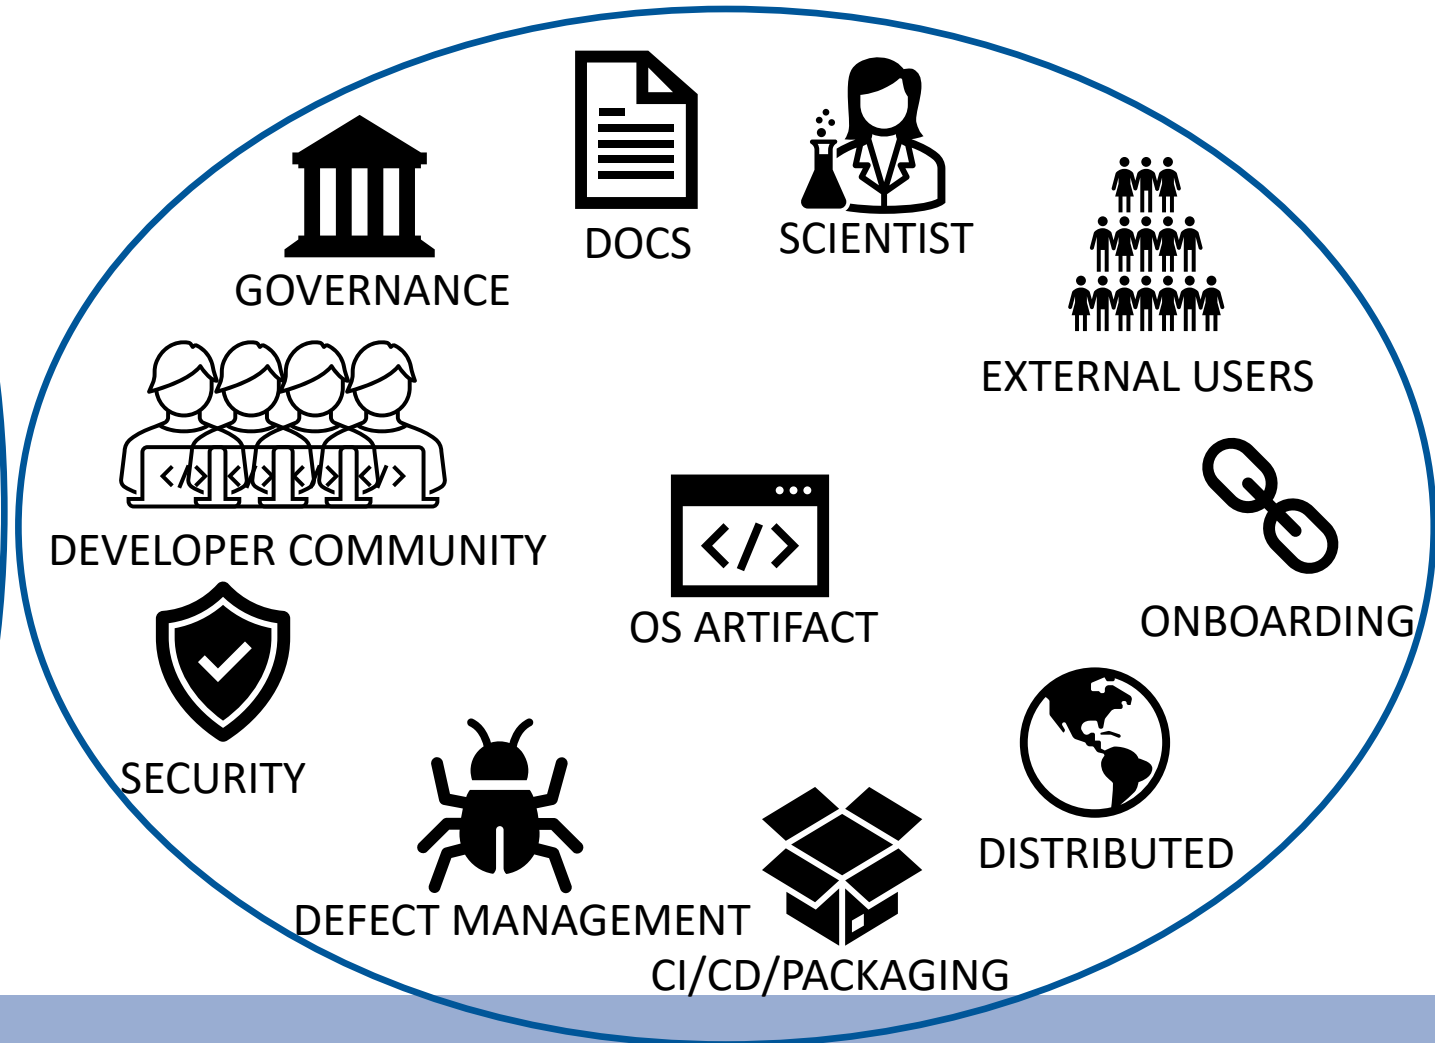 DOCS
SCIENTIST
GOVERNANCE
EXTERNAL USERS
DEVELOPER COMMUNITY
</>
OS ARTIFACT
ONBOARDING
SECURITY
DISTRIBUTED
DEFECT MANAGEMENT
CI/CD/PACKAGING